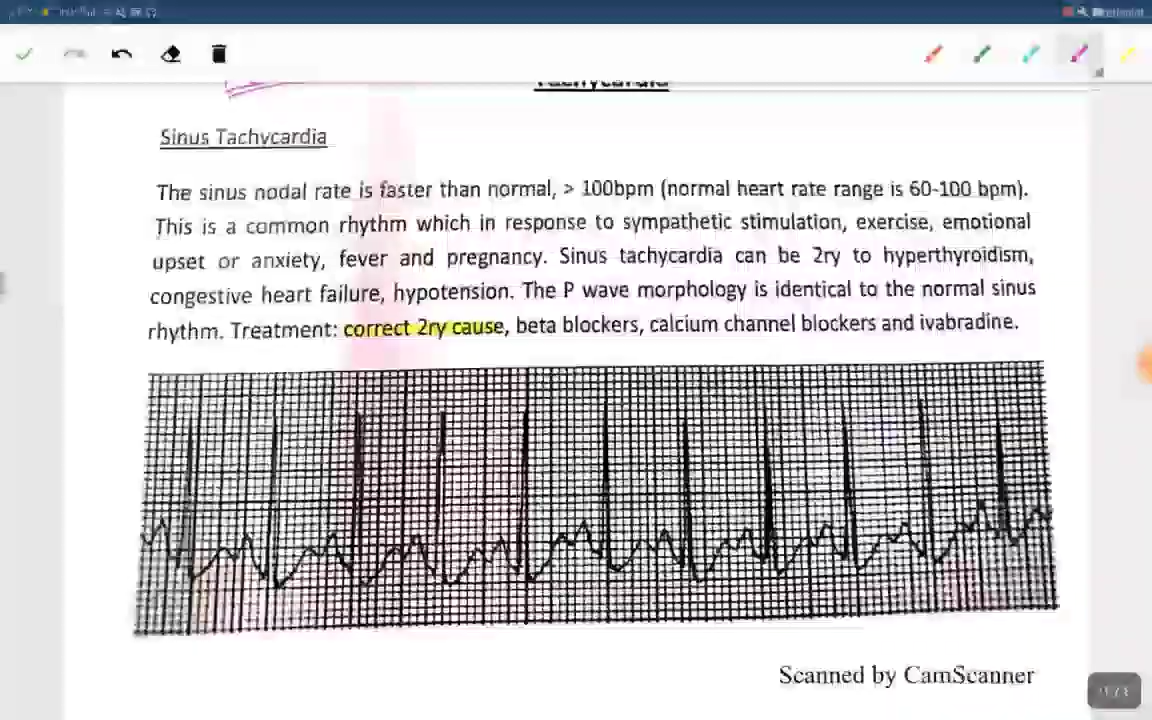 Tachycardia
Sinus Tachycardia
The sinus nodal rate is faster than normal, > 100bpm (normal heart rate range is 60-100 bpm).
This is a common rhythm which in response to sympathetic stimulation, exercise, emotional
upset or anxiety, fever and pregnancy. Sinus tachycardia can be 2ry to hyperthyroidism,
congestive heart failure, hypotension. The P wave morphology is identical to the normal sinus
rhythm. Treatment: correct 2ry cause, beta blockers, calcium channel blockers and ivabradine.
Scanned by CamScanner